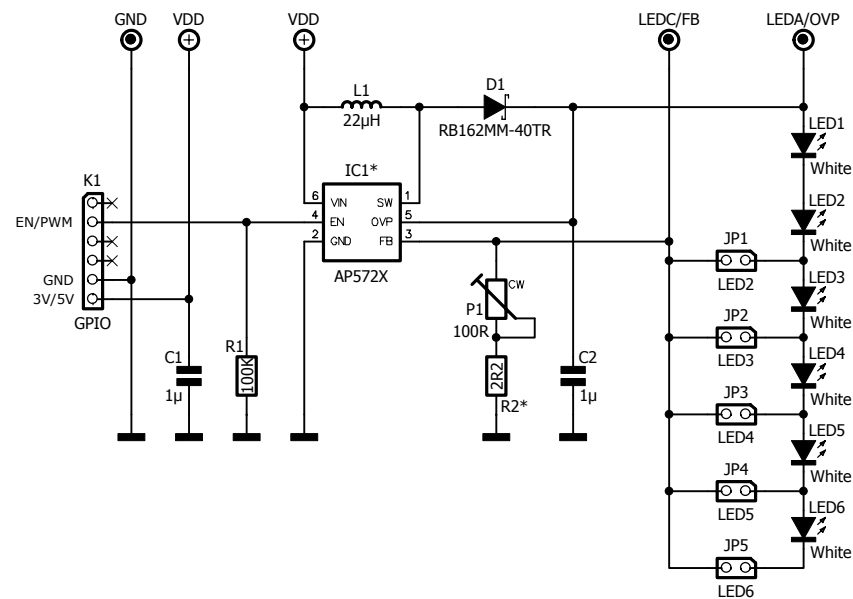 GND
VDD
VDD
LEDC/FB
LEDA/OVP
L1
22µH
D1
RB162MM-40TR
LED1
White
K1
EN/PWM
GND
3V/5V
GPIO
IC1*
6 VIN SW 1
4 EN OVP 5
2 GND FB 3
AP572X
LED2
White
JP1
LED2
LED3
White
CW
P1
100R
JP2
LED3
LED4
White
C1
1µ
R1
100K
2R2
R2*
C2
1µ
JP3
LED4
LED5
White
JP4
LED5
LED6
White
JP5
LED6